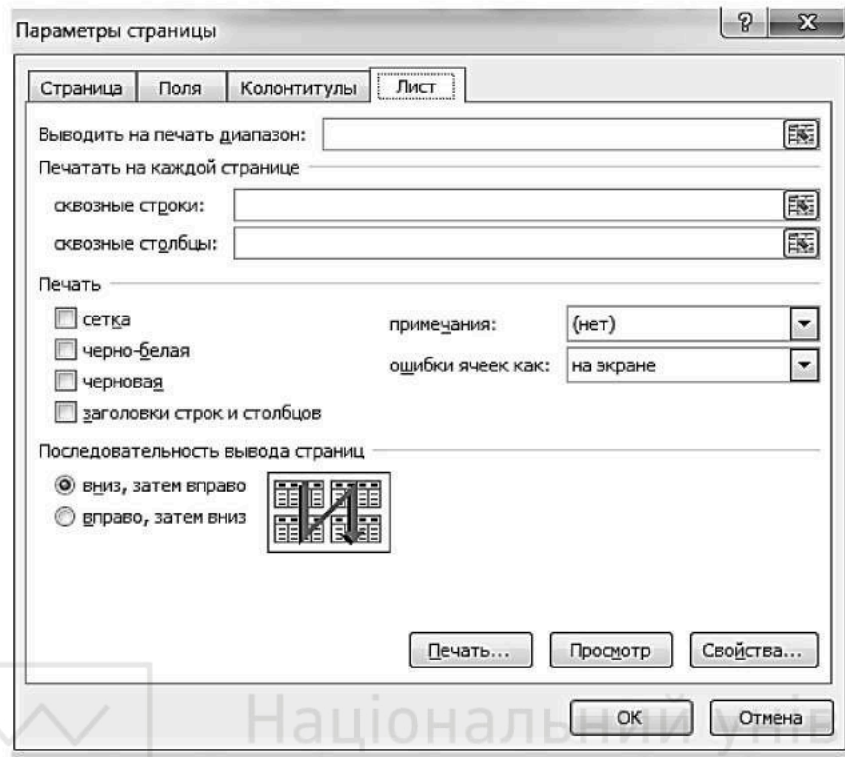 Параметры страницы
Страница Поля Колонтитулы Лист
Выводить на печать диапазон:
Печатать на каждой странице
сквозные строки:
сквозные столбцы:
Печать
сетка
черно-белая
черновая
заголовки строк и столбцов
примечания: (нет)
ошибки ячеек как: на экране
Последовательность вывода страниц
вниз, затем вправо
вправо, затем вниз
Печать... Просмотр Свойства...
ОК Отмена
Національний унів